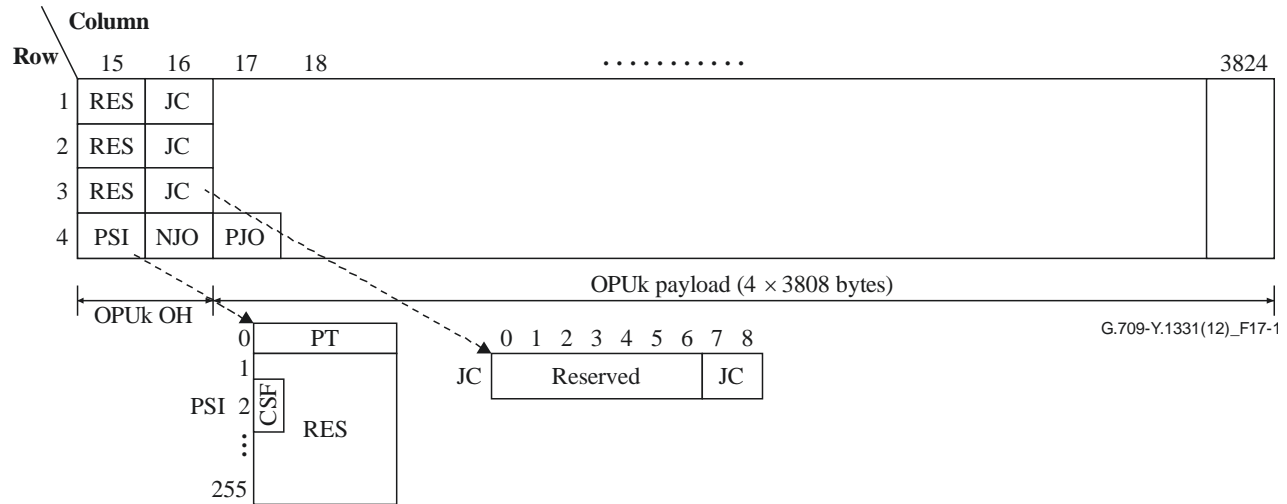 Column
Row 15 16 17 18 ........... 3824
1 RES JC
2 RES JC
3 RES JC
4 PSI NJO PJO
OPUk payload (4 × 3808 bytes)
OPUk OH
G.709-Y.1331(12)_F17-1
0 PT
0 1 2 3 4 5 6 7 8
JC Reserved JC
1
PSI 2 CSF
RES
⋮
255